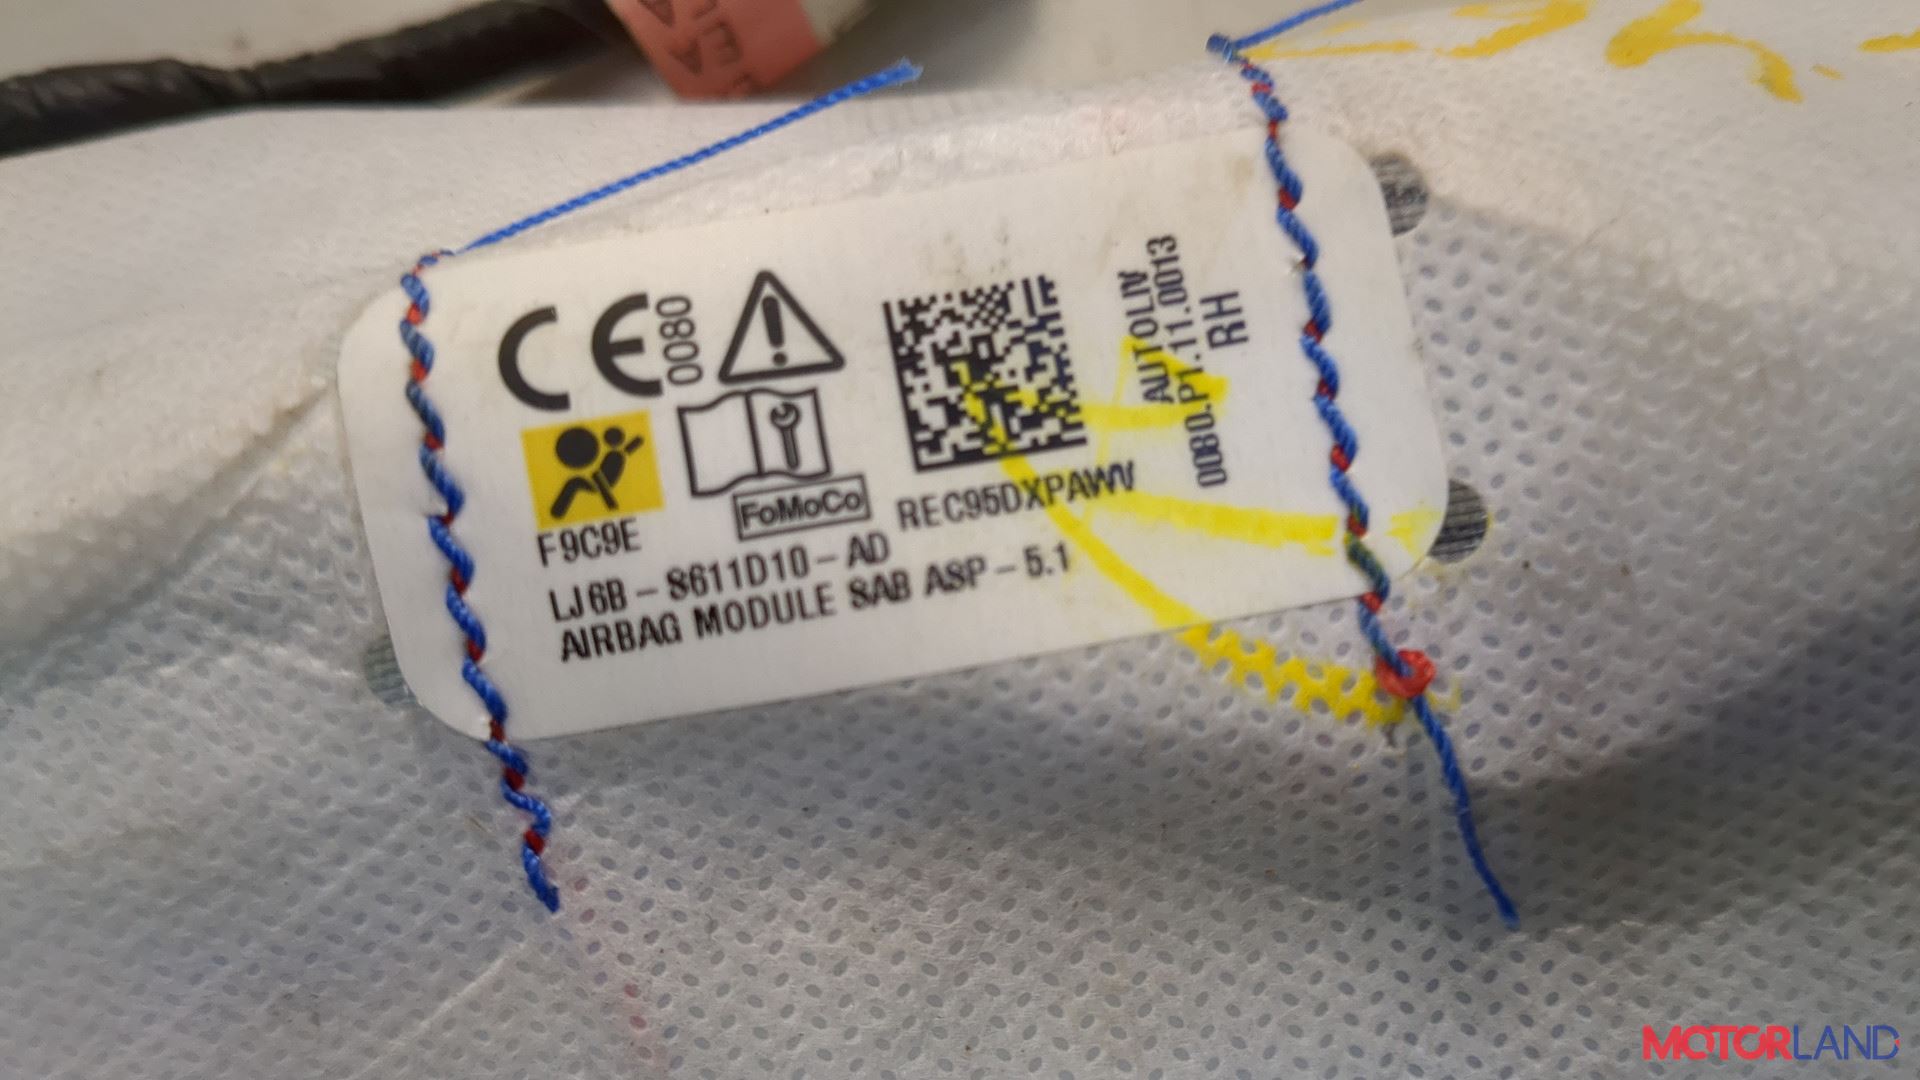 CE 0080
F9C9E
FoMoCo
REC95DXPAWV
LJ6B-S611D10-AD
AIRBAG MODULE SAB ASP-5.1
AUTOLIV
0080.P1.11.0013
RH
MOTORLAND